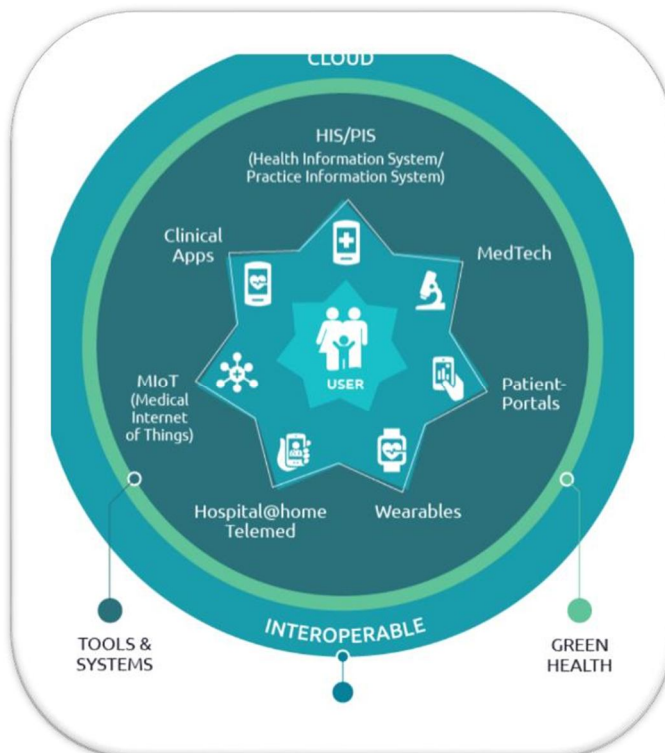 CLOUD
HIS/PIS
(Health Information System/
Practice Information System)
Clinical
Apps
MedTech
USER
MIoT
(Medical
Internet
of Things)
Patient-
Portals
Hospital@home
Telemed
Wearables
INTEROPERABLE
TOOLS &
SYSTEMS
GREEN
HEALTH